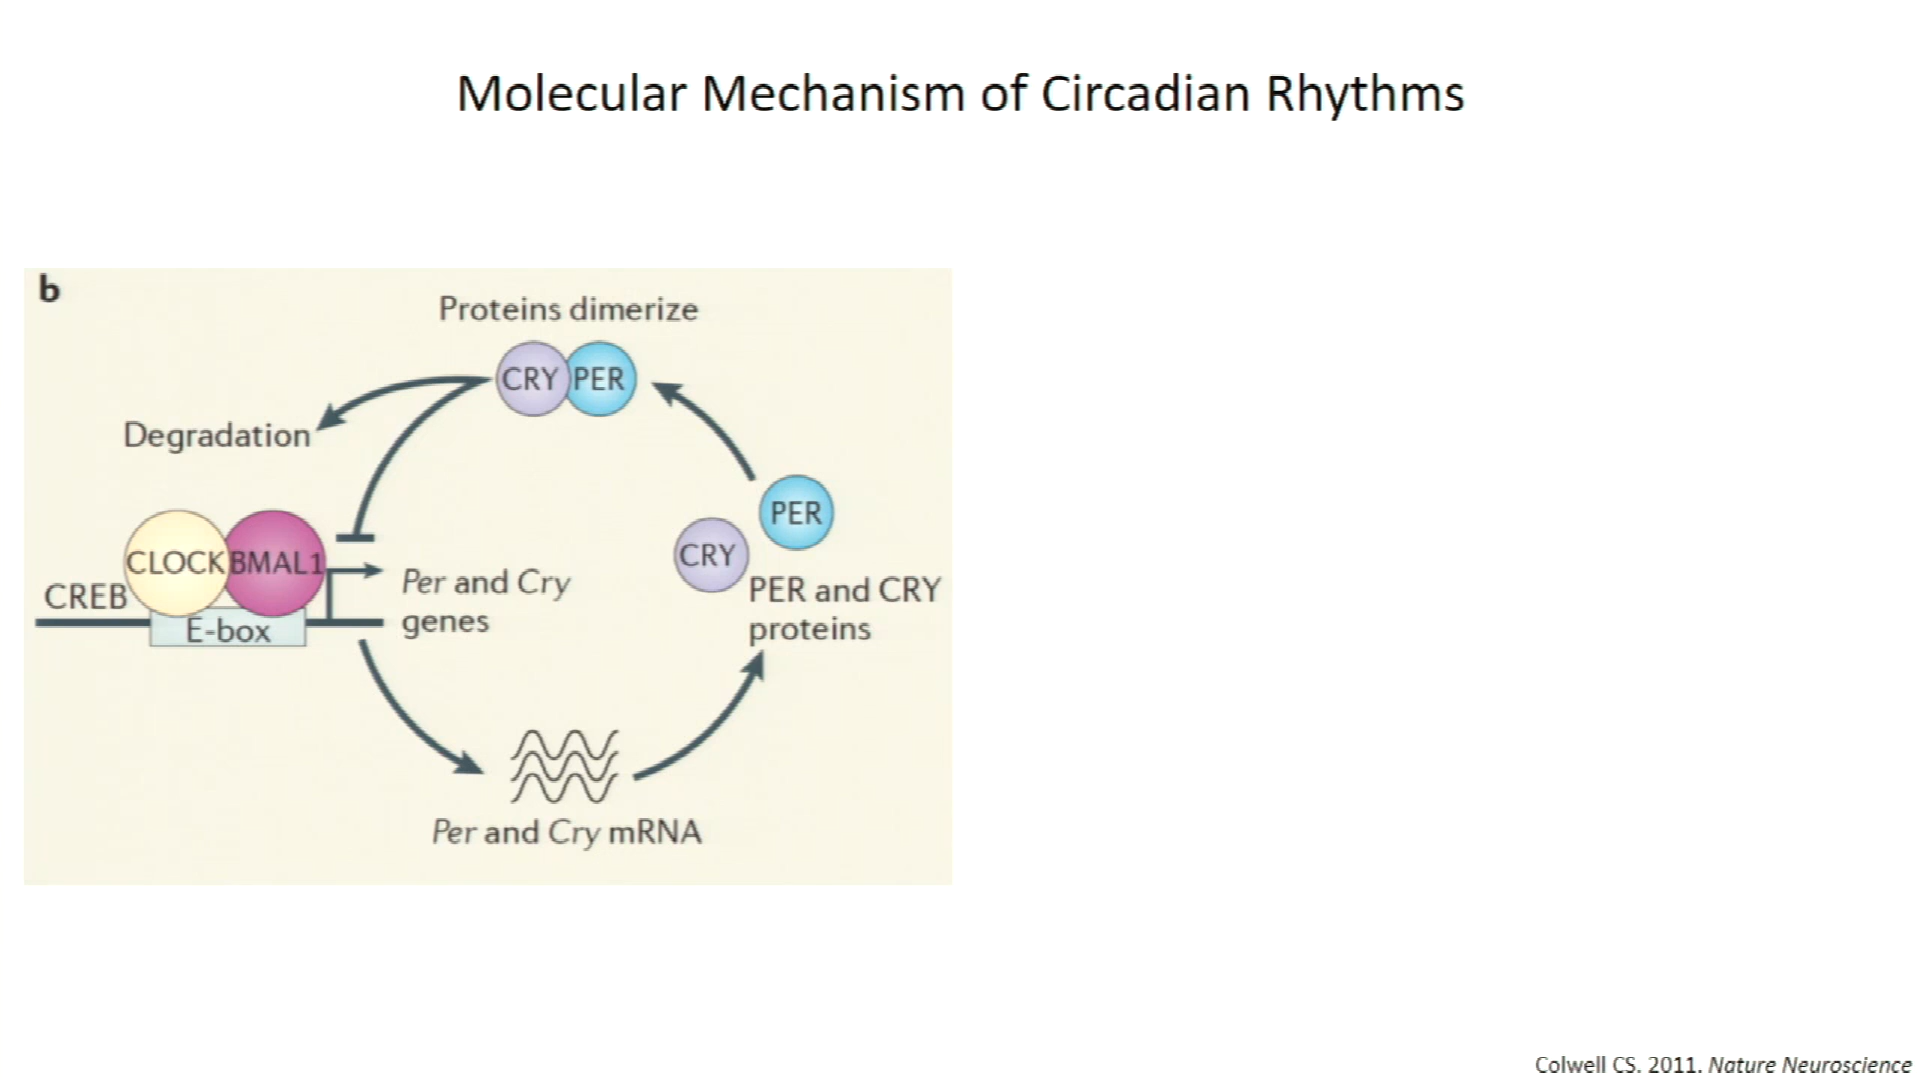 Molecular Mechanism of Circadian Rhythms
b
Proteins dimerize
CRY PER
Degradation
PER
CRY
CLOCK BMAL1
CREB
E-box
Per and Cry
genes
PER and CRY
proteins
Per and Cry mRNA
Colwell CS. 2011. Nature Neuroscience